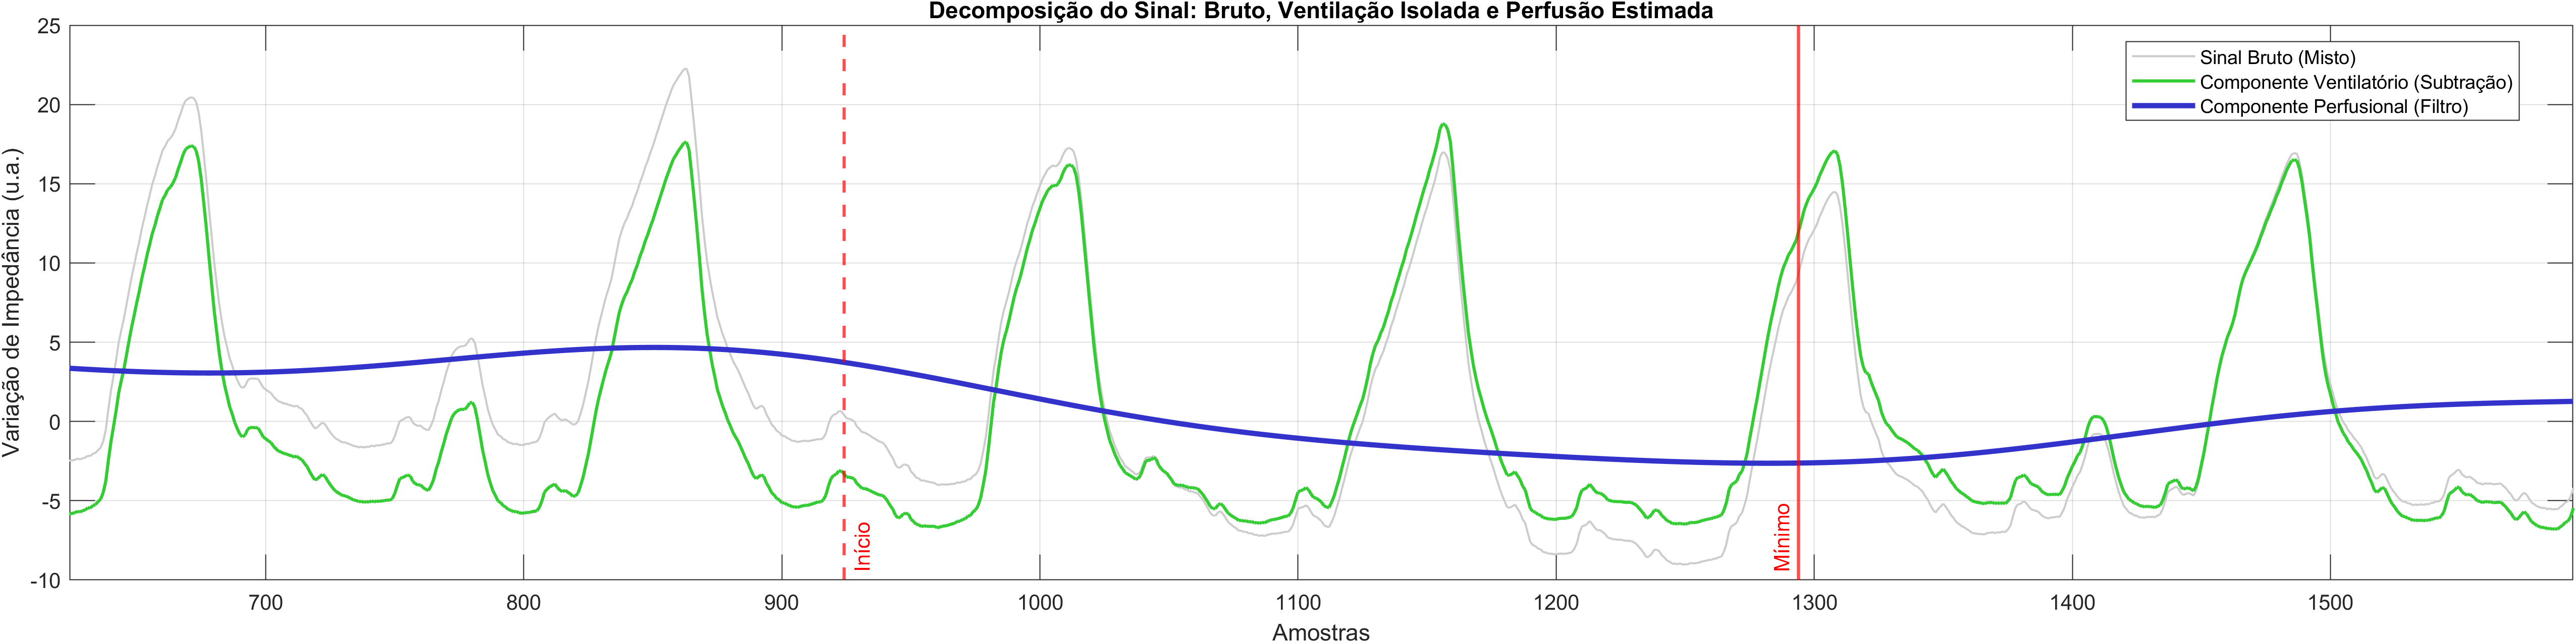 Decomposição do Sinal: Bruto, Ventilação Isolada e Perfusão Estimada
Variação de Impedância (u.a.)
25
20
15
10
5
0
-5
-10
Sinal Bruto (Misto)
Componente Ventilatório (Subtração)
Componente Perfusional (Filtro)
Início
Mínimo
700
800
900
1000
1100
1200
1300
1400
1500
Amostras